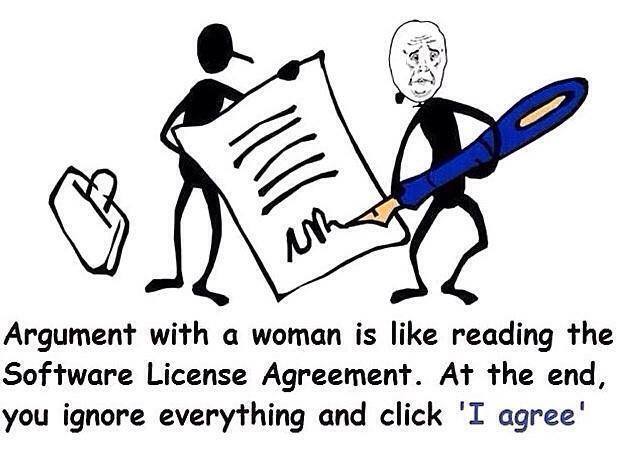 Argument with a woman is like reading the
Software License Agreement. At the end,
you ignore everything and click 'I agree'